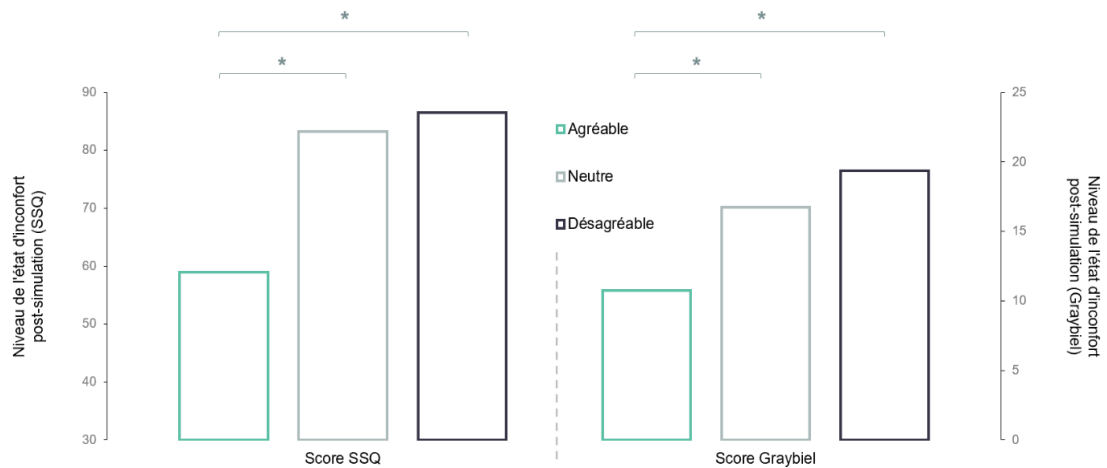 *
*
*
*
90
80
70
60
50
40
30
Niveau de l'état d'inconfort
post-simulation (SSQ)
Agréable
Neutre
Désagréable
25
20
15
10
5
0
Niveau de l'état d'inconfort
post-simulation (Graybiel)
Score SSQ
Score Graybiel